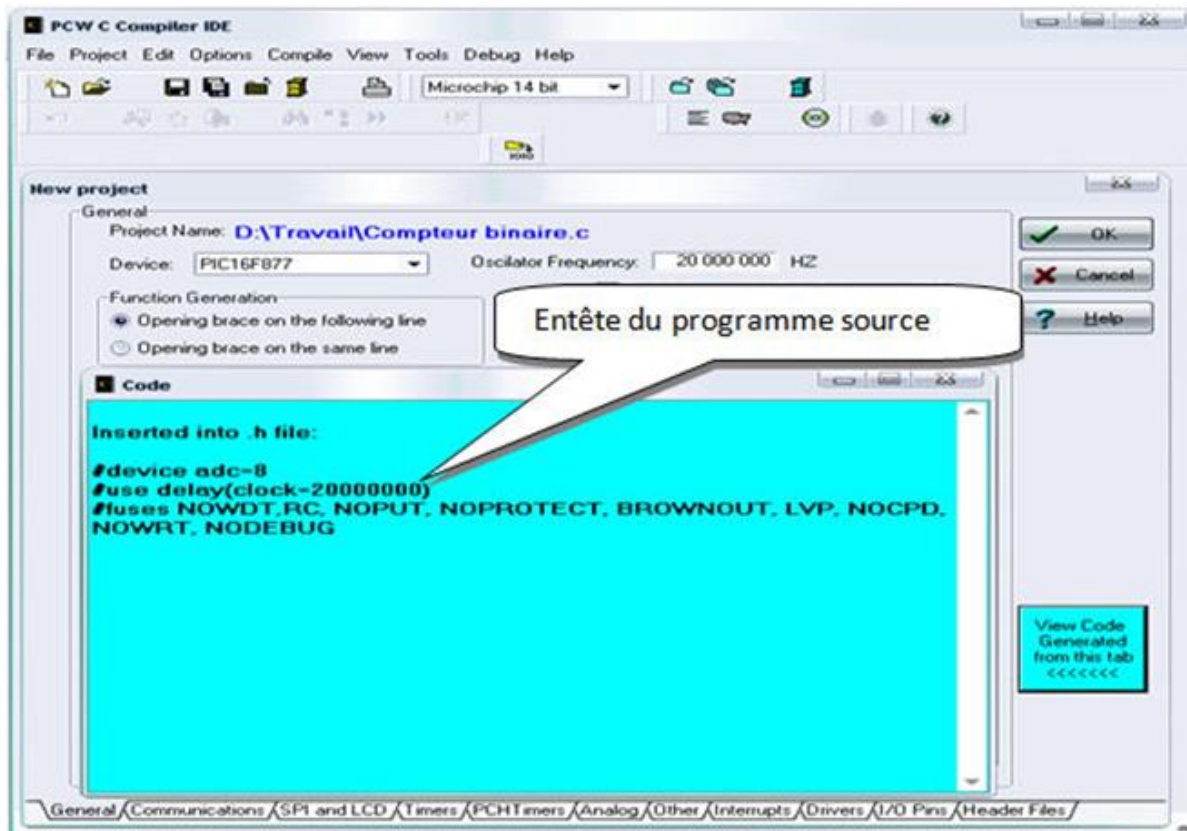 PCW C Compiler IDE
File Project Edit Options Compile View Tools Debug Help
Microchip 14 bit
New project
General
Project Name: D:\Travail\Compteur binaire.c
Device: PIC16F877
Oscilator Frequency: 20 000 000 HZ
OK
Cancel
Help
Function Generation
Opening brace on the following line
Opening brace on the same line
Entête du programme source
Code
Inserted into .h file:
#device adc=8
#use delay(clock=20000000)
#fuses NOWDT,RC, NOPUT, NOPROTECT, BROWNOUT, LVP, NOCPD,
NOWRT, NODEBUG
View Code
Generated
from this tab
<<<<<<<
General Communications SPI and LCD Timers PCH Timers Analog Other Interrupts Drivers I/O Pins Header Files